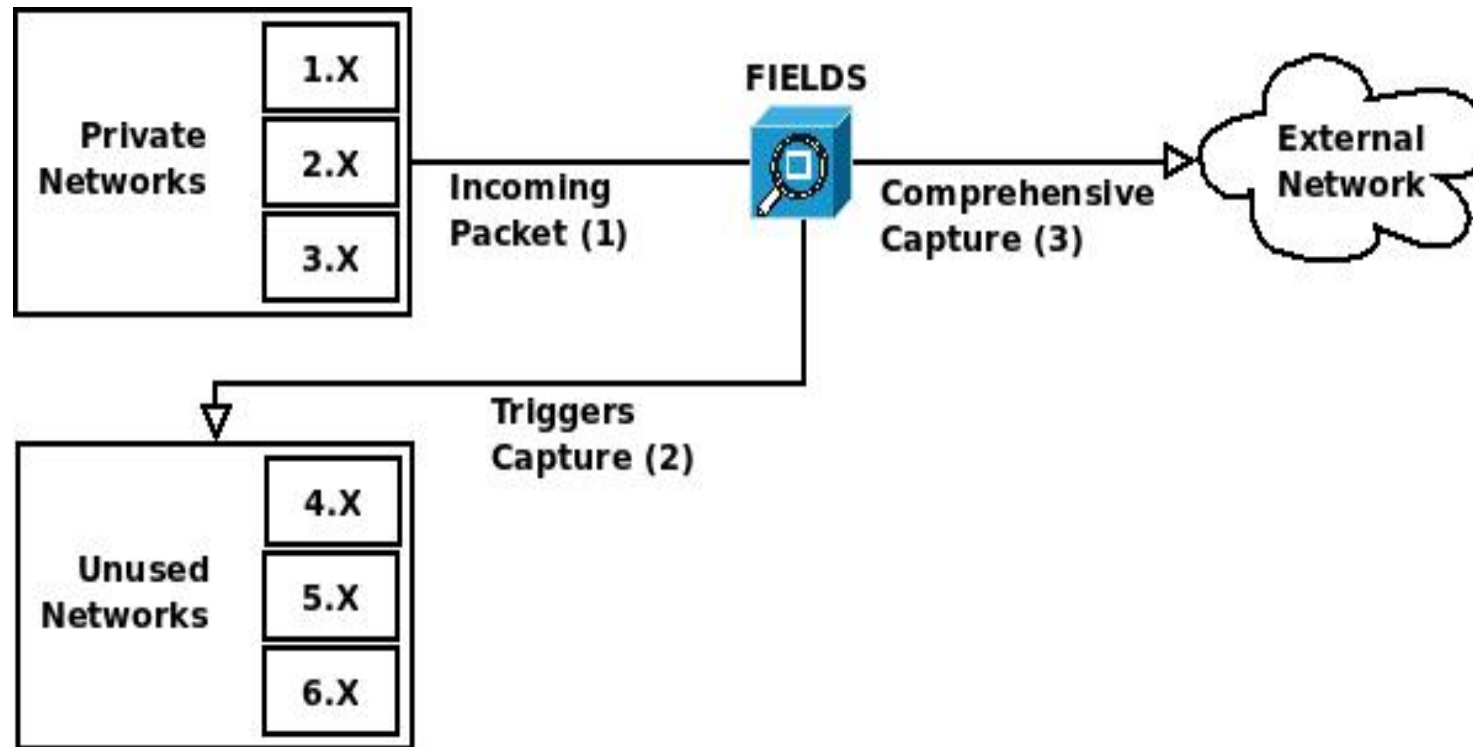 Private
Networks
1.X
2.X
3.X
Incoming
Packet (1)
FIELDS
Comprehensive
Capture (3)
External
Network
Triggers
Capture (2)
Unused
Networks
4.X
5.X
6.X